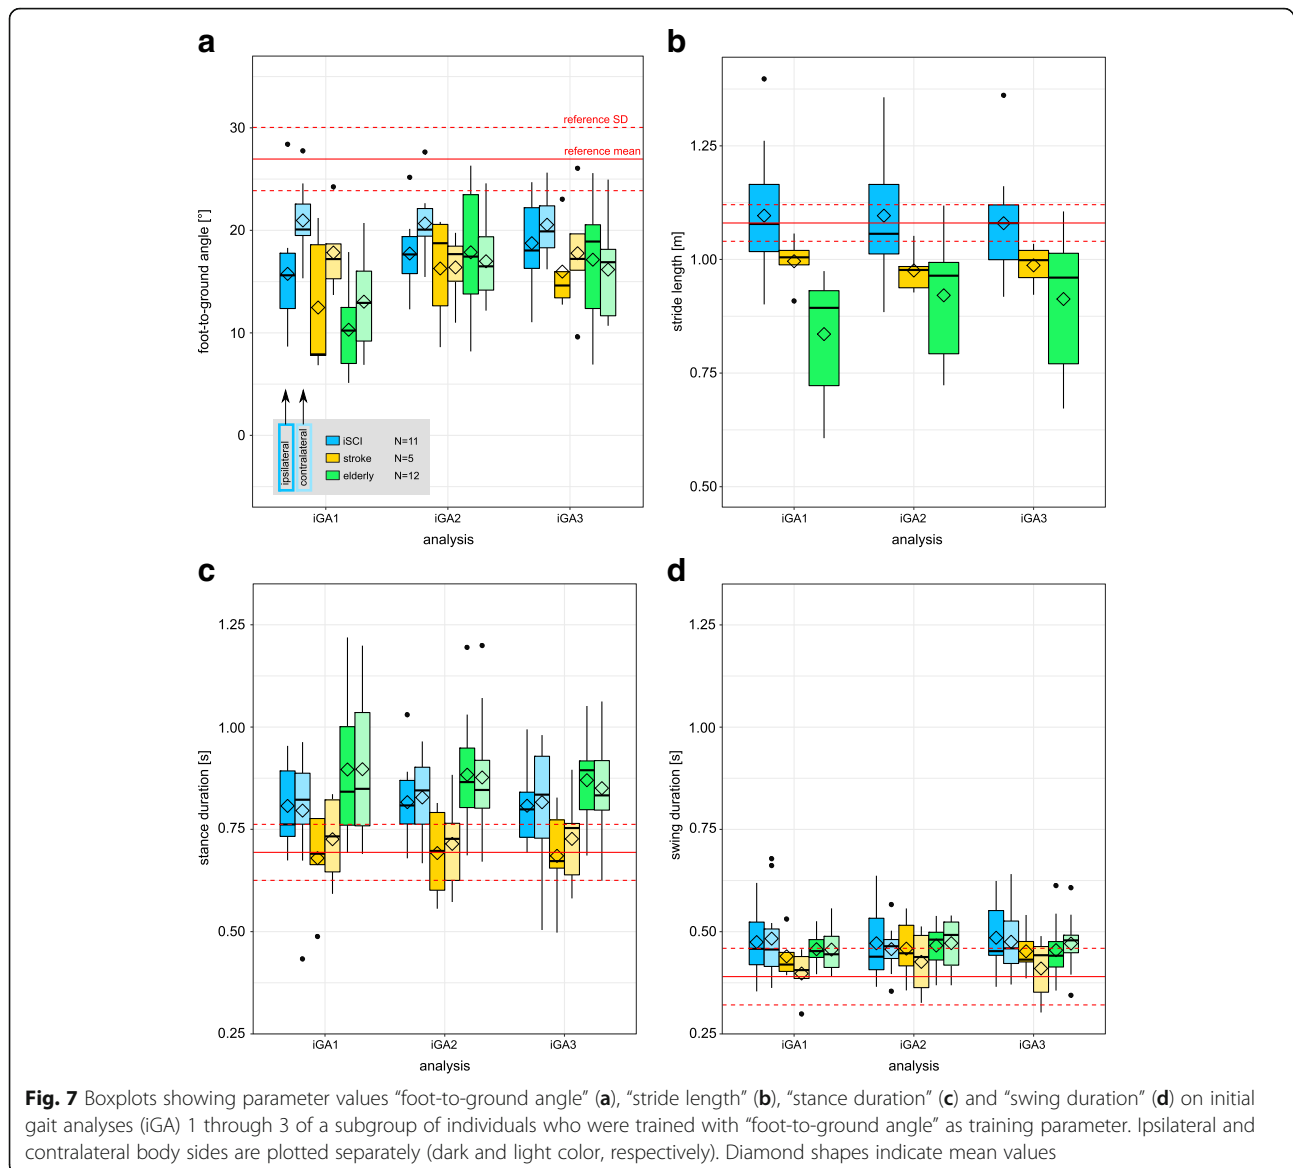 a
30
20
10
0
foot-to-ground angle [°]
reference SD
reference mean
ipsilateral
contralateral
iSCI N=11
stroke N=5
elderly N=12
iGA1 iGA2 iGA3
analysis
b
1.25
1.00
0.75
0.50
stride length [m]
iGA1 iGA2 iGA3
analysis
c
1.25
1.00
0.75
0.50
0.25
stance duration [s]
iGA1 iGA2 iGA3
analysis
d
1.25
1.00
0.75
0.50
0.25
swing duration [s]
iGA1 iGA2 iGA3
analysis
Fig. 7 Boxplots showing parameter values “foot-to-ground angle” (a), “stride length” (b), “stance duration” (c) and “swing duration” (d) on initial
gait analyses (iGA) 1 through 3 of a subgroup of individuals who were trained with “foot-to-ground angle” as training parameter. Ipsilateral and
contralateral body sides are plotted separately (dark and light color, respectively). Diamond shapes indicate mean values